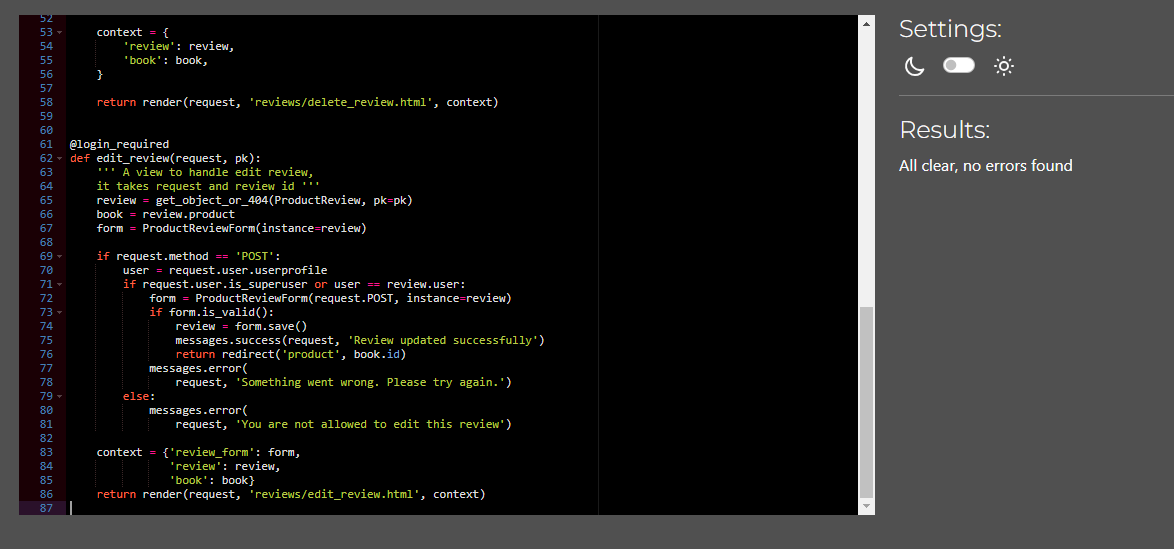 52
53 context = {
54 'review': review,
55 'book': book,
56 }
57
58 return render(request, 'reviews/delete_review.html', context)
59
60
61 @login_required
62 def edit_review(request, pk):
63 ''' A view to handle edit review,
64 it takes request and review id '''
65 review = get_object_or_404(ProductReview, pk=pk)
66 book = review.product
67 form = ProductReviewForm(instance=review)
68
69 if request.method == 'POST':
70 user = request.user.userprofile
71 if request.user.is_superuser or user == review.user:
72 form = ProductReviewForm(request.POST, instance=review)
73 if form.is_valid():
74 review = form.save()
75 messages.success(request, 'Review updated successfully')
76 return redirect('product', book.id)
77 messages.error(
78 request, 'Something went wrong. Please try again.')
79 else:
80 messages.error(
81 request, 'You are not allowed to edit this review')
82
83 context = {'review_form': form,
84 'review': review,
85 'book': book}
86 return render(request, 'reviews/edit_review.html', context)
87
Settings:
Results:
All clear, no errors found